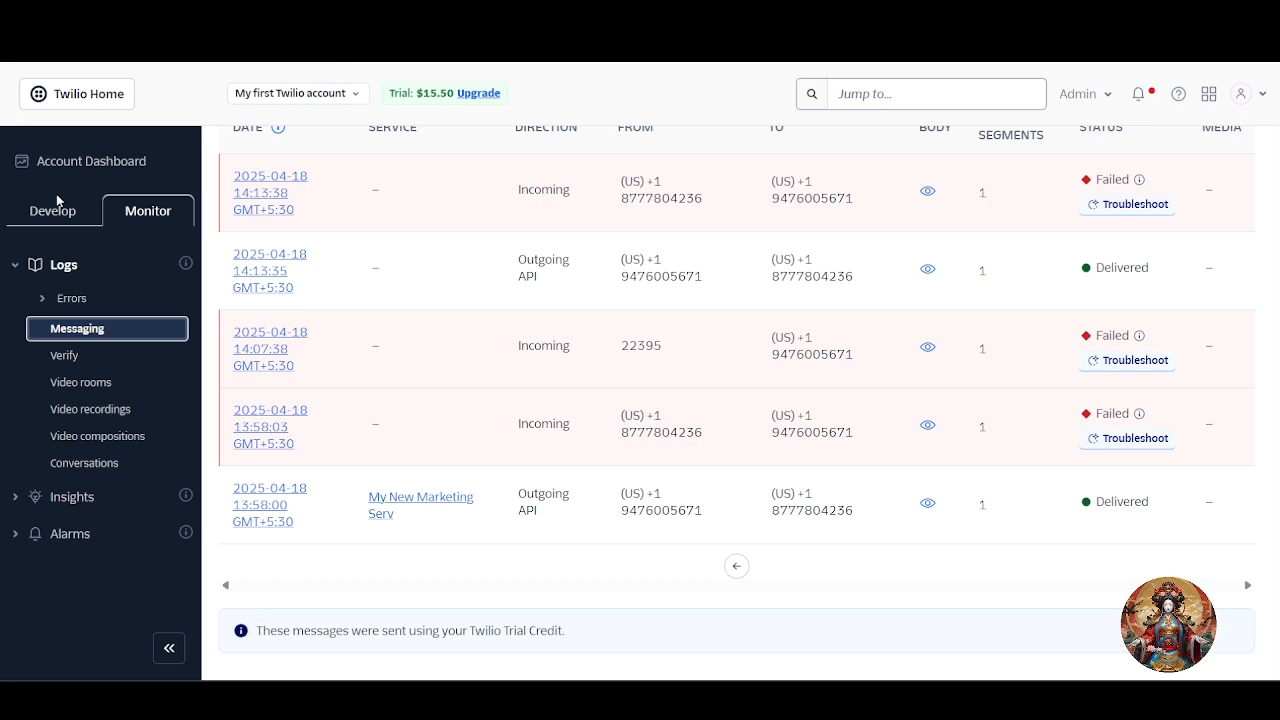 Twilio Home
My first Twilio account
Trial: $15.50 Upgrade
Jump to...
Admin
Account Dashboard
Develop
Monitor
Logs
Errors
Messaging
Verify
Video rooms
Video recordings
Video compositions
Conversations
Insights
Alarms
DATE SERVICE DIRECTION FROM TO BODY SEGMENTS STATUS MEDIA
2025-04-18
14:13:38
GMT+5:30
–
Incoming
(US) +1
8777804236
(US) +1
9476005671
1
Failed
Troubleshoot
–
2025-04-18
14:13:35
GMT+5:30
–
Outgoing
API
(US) +1
9476005671
(US) +1
8777804236
1
Delivered
–
2025-04-18
14:07:38
GMT+5:30
–
Incoming
22395
(US) +1
9476005671
1
Failed
Troubleshoot
–
2025-04-18
13:58:03
GMT+5:30
–
Incoming
(US) +1
8777804236
(US) +1
9476005671
1
Failed
Troubleshoot
–
2025-04-18
13:58:00
GMT+5:30
My New Marketing
Serv
Outgoing
API
(US) +1
9476005671
(US) +1
8777804236
1
Delivered
–
These messages were sent using your Twilio Trial Credit.